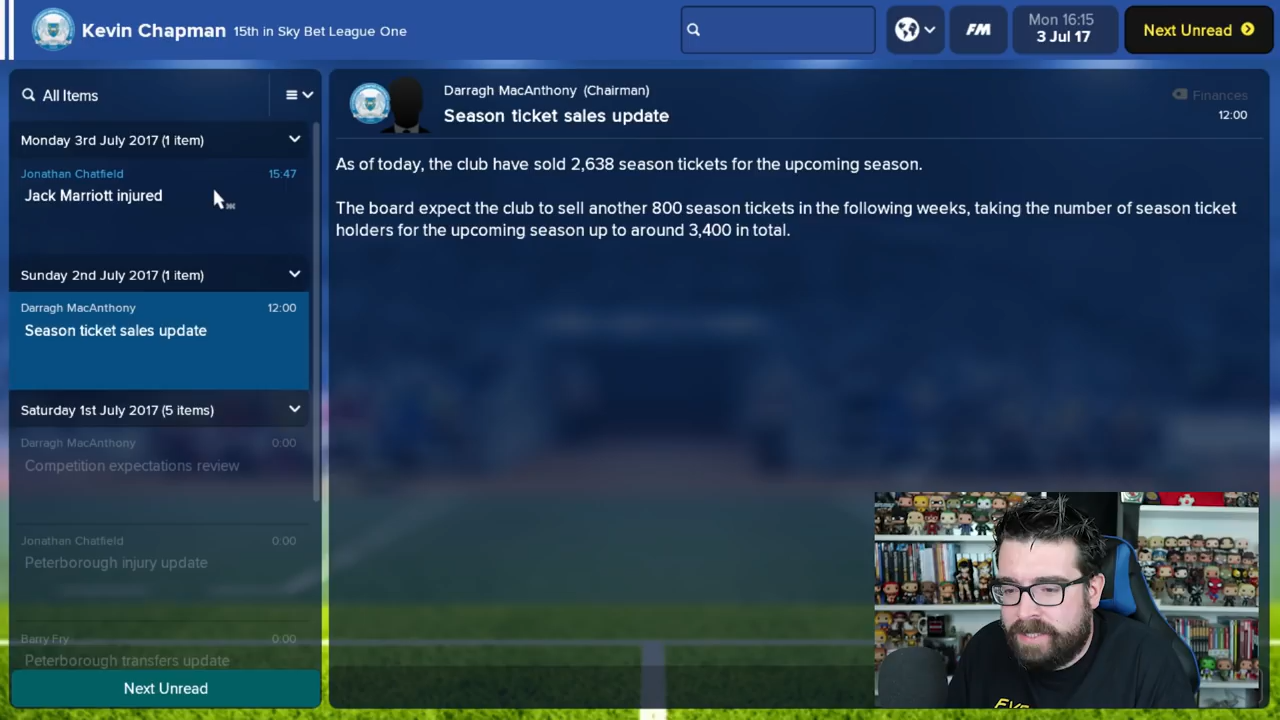 Kevin Chapman 15th in Sky Bet League One
FM
Mon 16:15
3 Jul 17
Next Unread
All Items
Monday 3rd July 2017 (1 item)
Jonathan Chatfield 15:47
Jack Marriott injured
Sunday 2nd July 2017 (1 item)
Darragh MacAnthony 12:00
Season ticket sales update
Saturday 1st July 2017 (5 items)
Darragh MacAnthony 0:00
Competition expectations review
Jonathan Chatfield 0:00
Peterborough injury update
Barry Fry 0:00
Peterborough transfers update
Next Unread
Darragh MacAnthony (Chairman)
Season ticket sales update
Finances
12:00
As of today, the club have sold 2,638 season tickets for the upcoming season.
The board expect the club to sell another 800 season tickets in the following weeks, taking the number of season ticket
holders for the upcoming season up to around 3,400 in total.